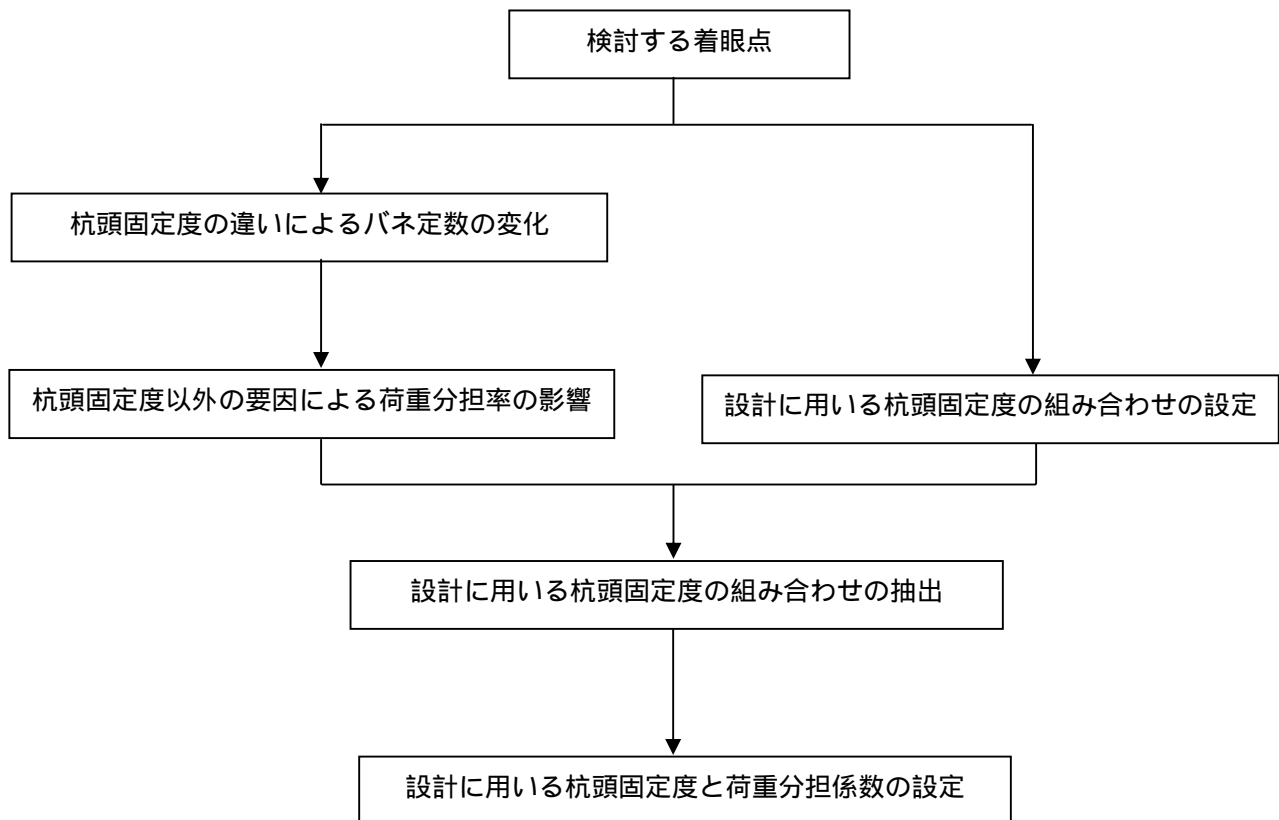 検討する着眼点
杭頭固定度の違いによるバネ定数の変化
杭頭固定度以外の要因による荷重分担率の影響
設計に用いる杭頭固定度の組み合わせの設定
設計に用いる杭頭固定度の組み合わせの抽出
設計に用いる杭頭固定度と荷重分担係数の設定